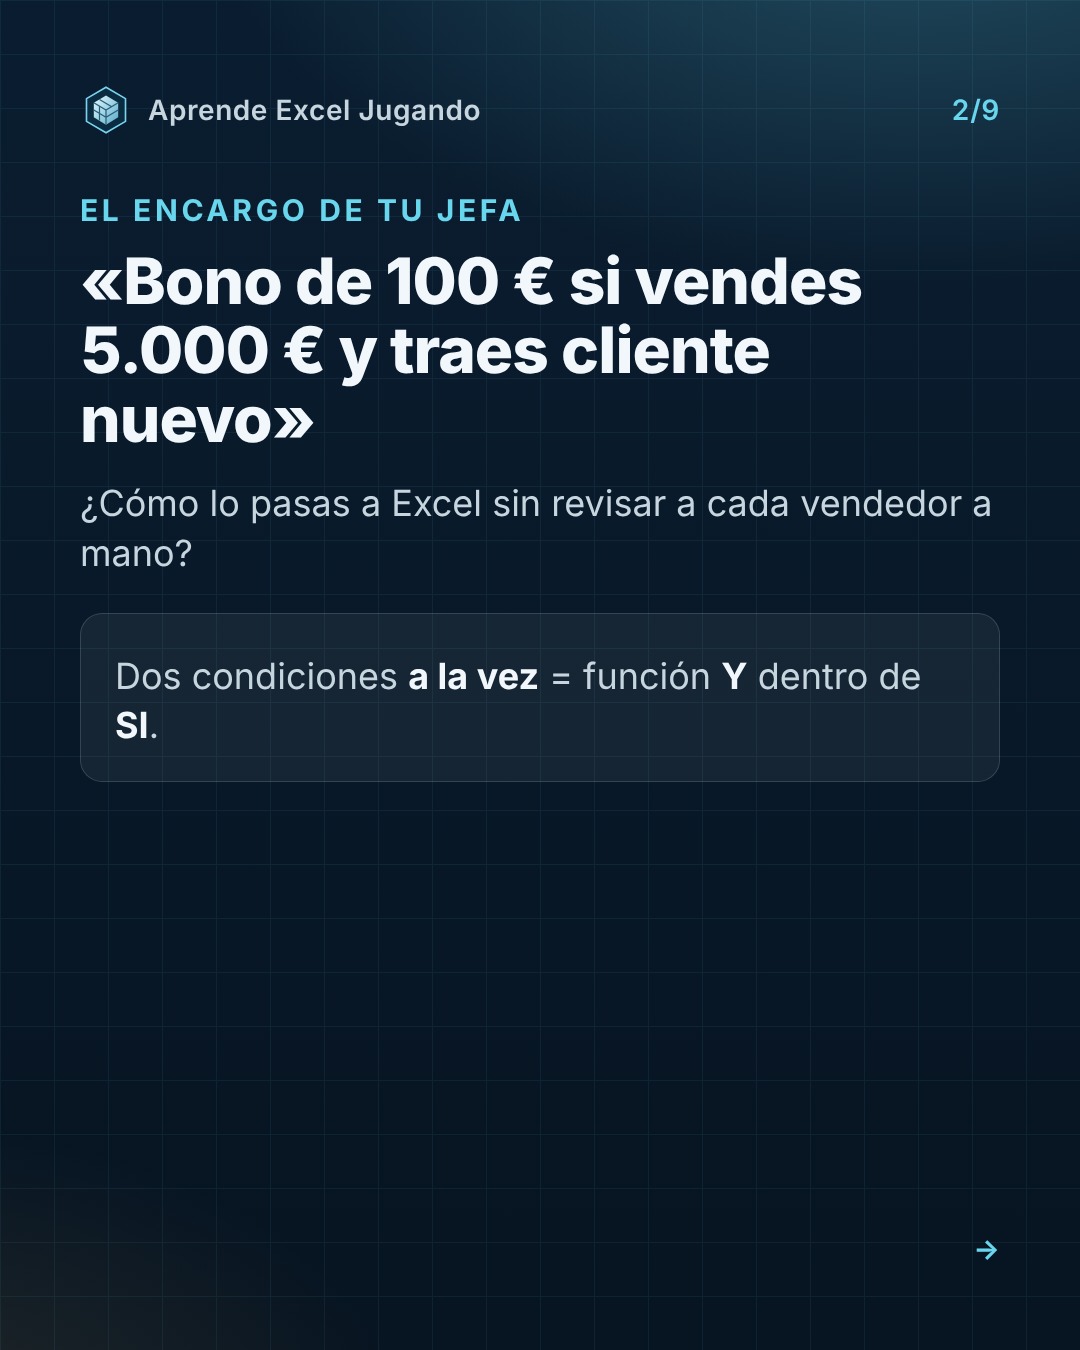 Aprende Excel Jugando
2/9
EL ENCARGO DE TU JEFA
«Bono de 100 € si vendes
5.000 € y traes cliente
nuevo»
¿Cómo lo pasas a Excel sin revisar a cada vendedor a
mano?
Dos condiciones a la vez = función Y dentro de
SI.
→